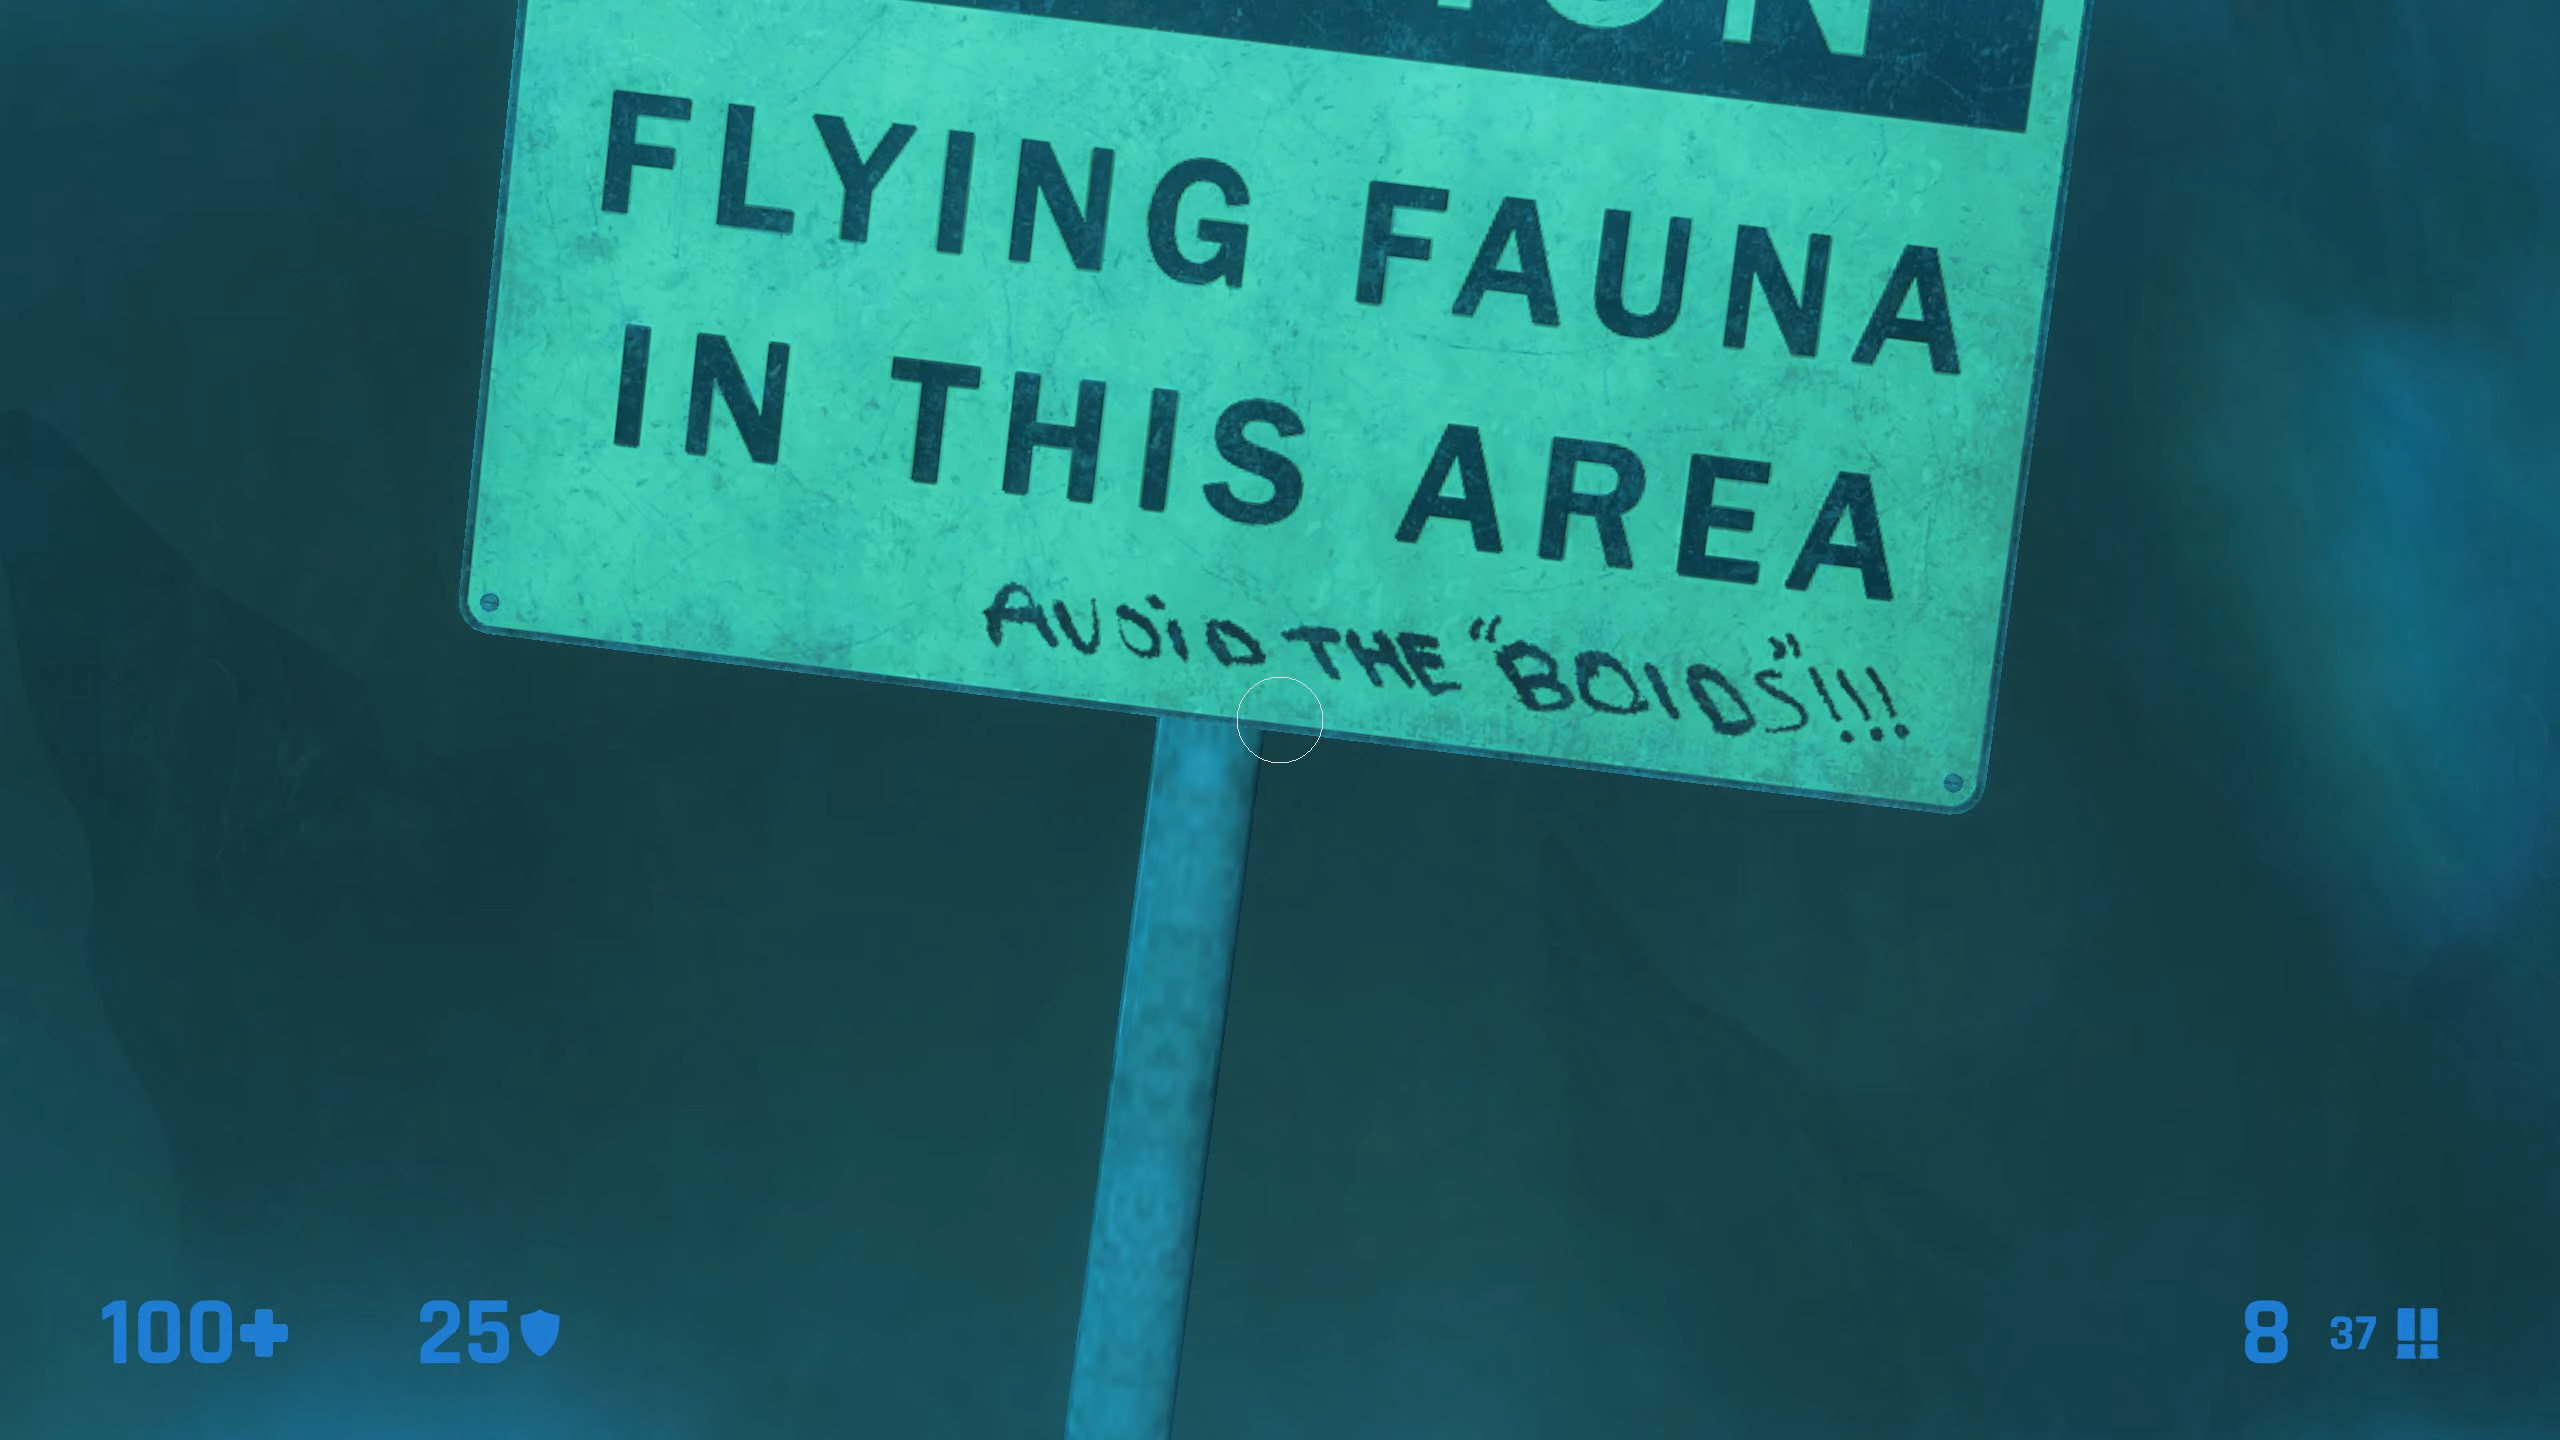 FLYING FAUNA
IN THIS AREA
AVOID THE “BOIDS”!!!
100
25
8 37